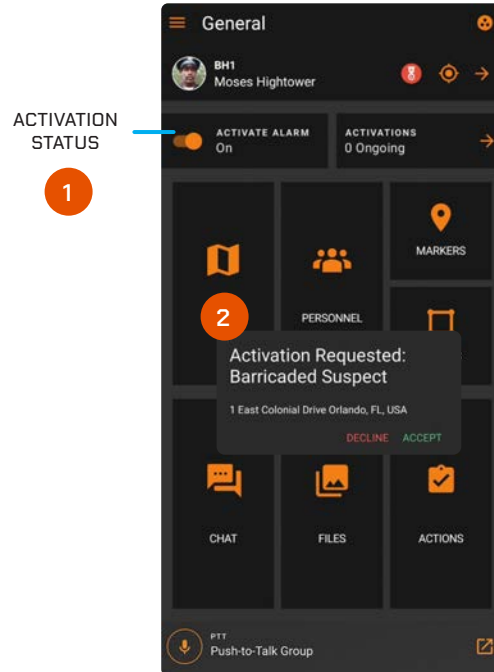 General
BH1
Moses Hightower
ACTIVATION
STATUS
1
ACTIVATE ALARM
On
ACTIVATIONS
0 Ongoing
MARKERS
2
PERSONNEL
Activation Requested:
Barricaded Suspect
1 East Colonial Drive Orlando, FL, USA
DECLINE ACCEPT
CHAT
FILES
ACTIONS
PTT
Push-to-Talk Group